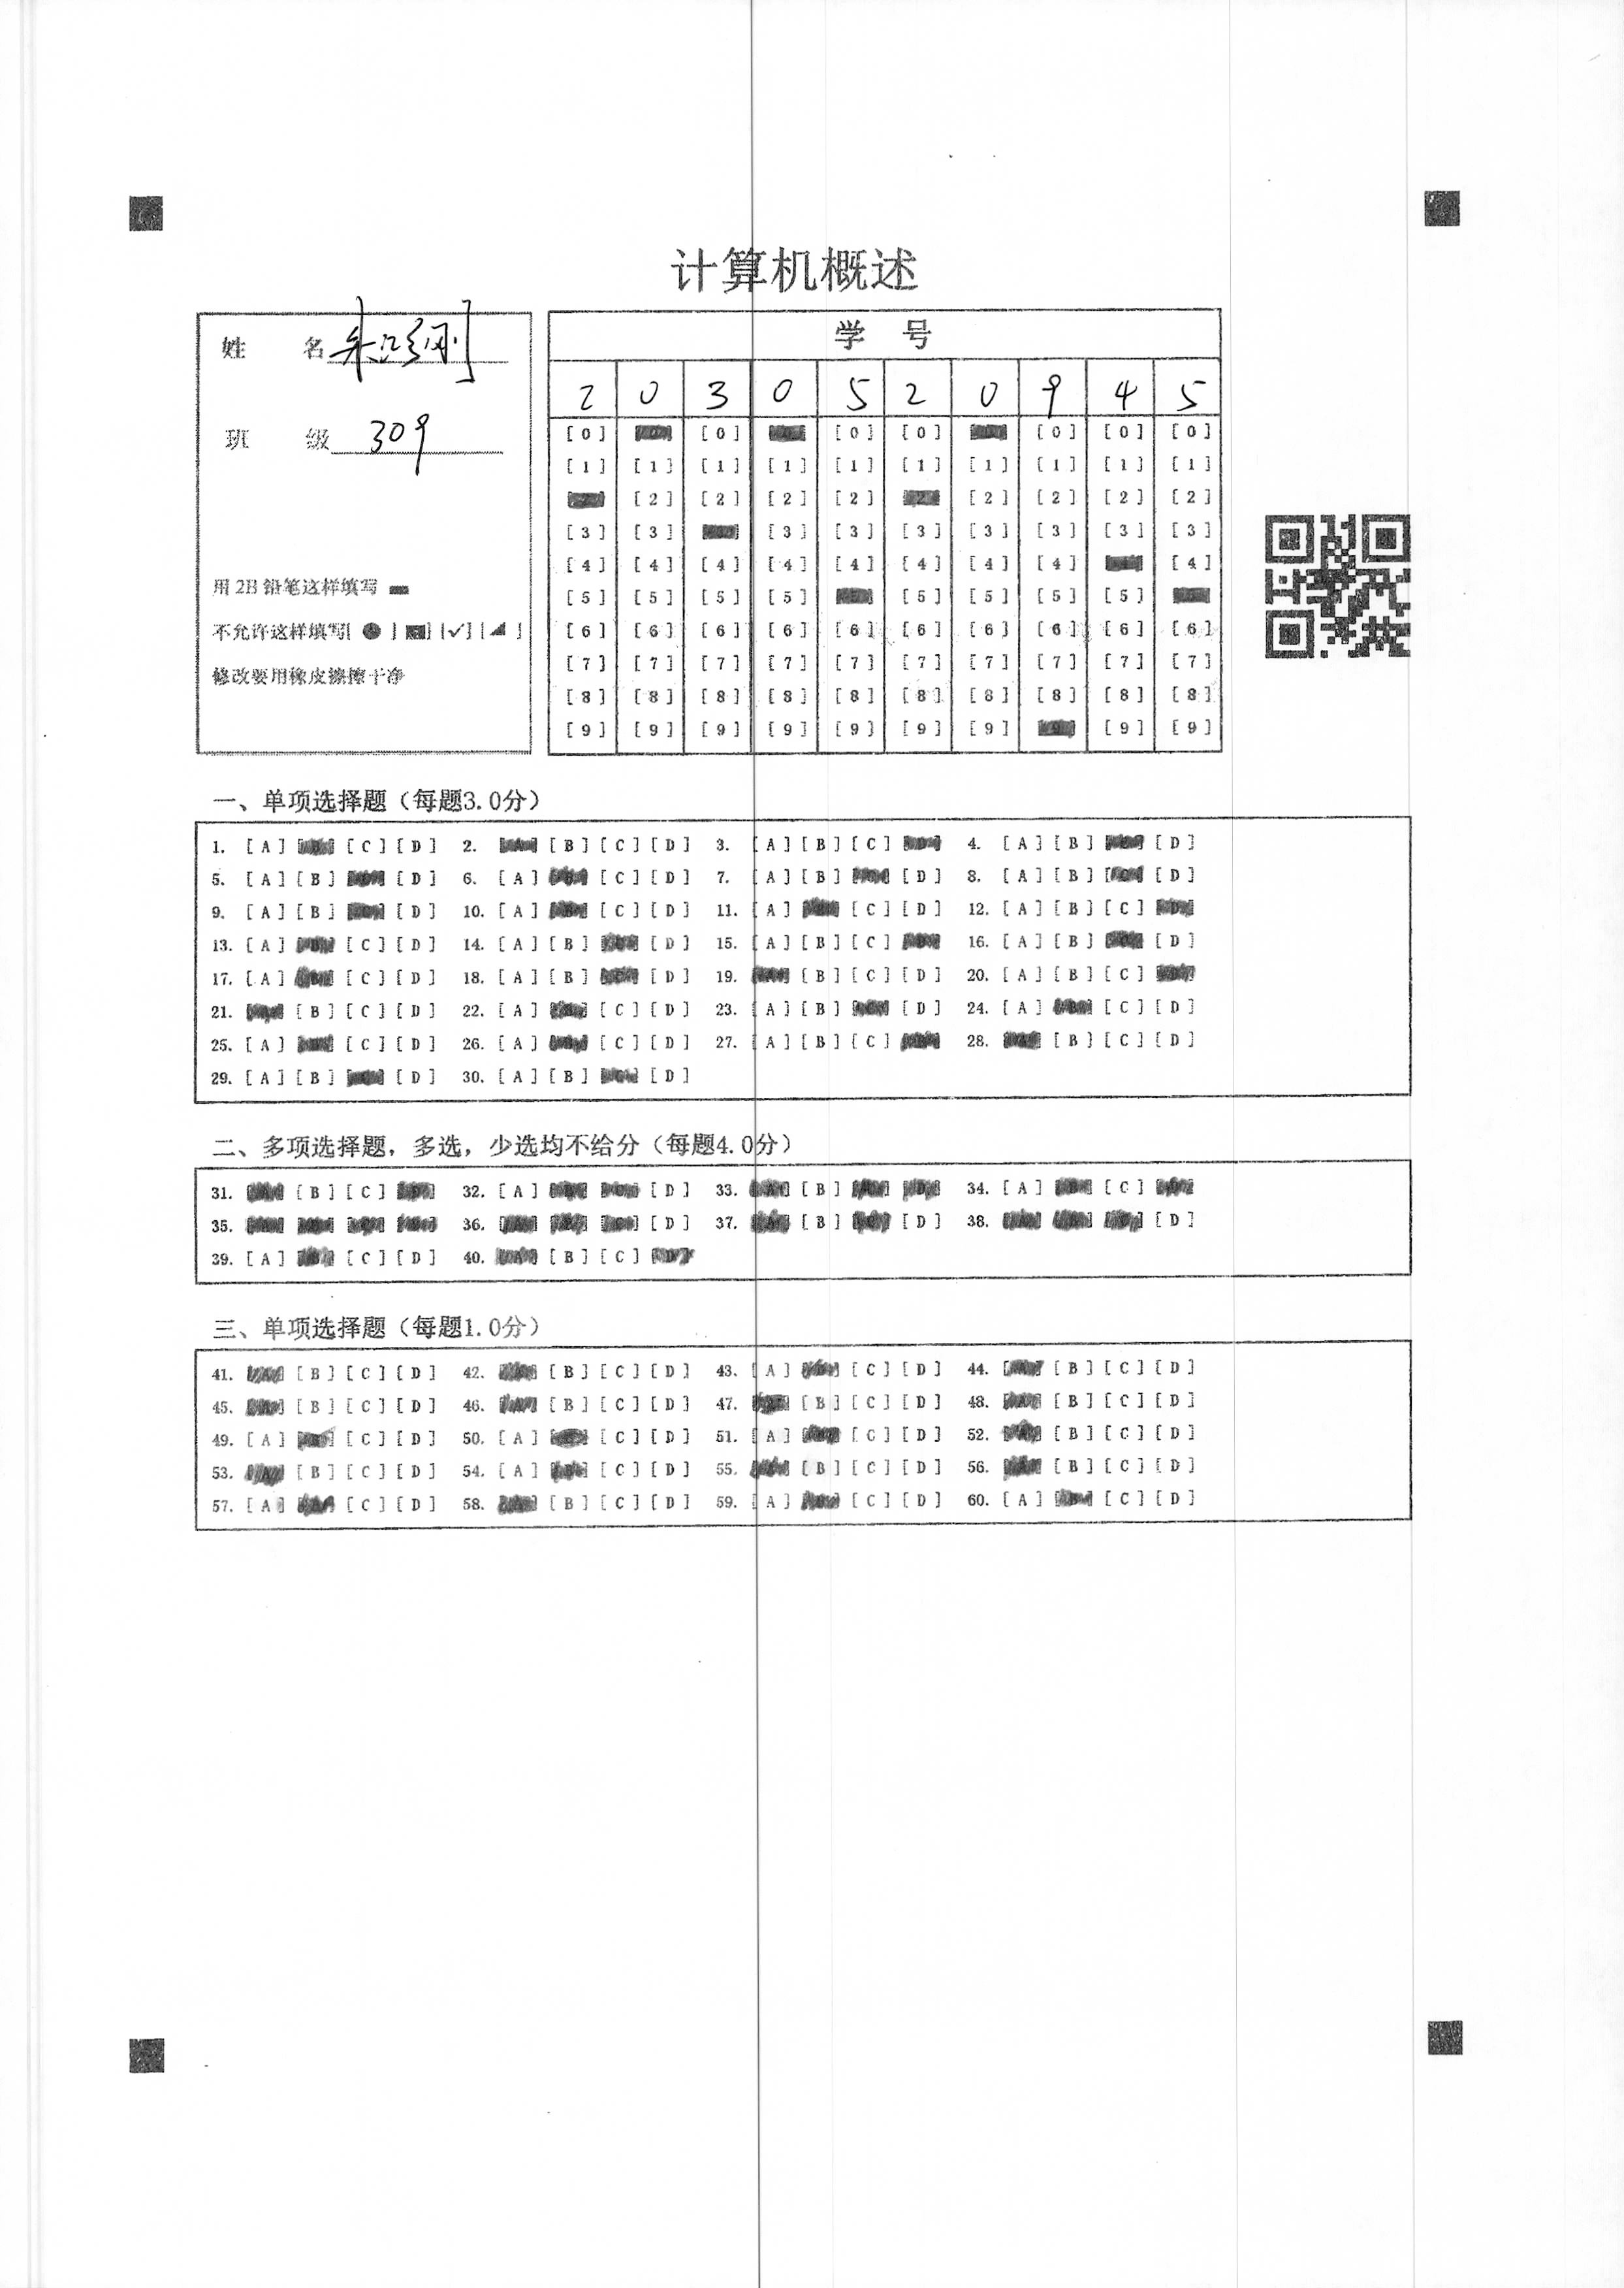 计算机概述
姓 名
班 级 309
用2B铅笔这样填写
不允许这样填写[ ● ] [ ] [✓] [ ]
修改要用橡皮擦擦干净
学 号
2 0 3 0 5 2 0 9 4 5
[0] [0] [0] [0] [0] [0] [0]
[1] [1] [1] [1] [1] [1] [1] [1] [1] [1]
[2] [2] [2] [2] [2] [2] [2] [2]
[3] [3] [3] [3] [3] [3] [3] [3] [3]
[4] [4] [4] [4] [4] [4] [4] [4] [4]
[5] [5] [5] [5] [5] [5] [5] [5]
[6] [6] [6] [6] [6] [6] [6] [6] [6] [6]
[7] [7] [7] [7] [7] [7] [7] [7] [7] [7]
[8] [8] [8] [8] [8] [8] [8] [8] [8] [8]
[9] [9] [9] [9] [9] [9] [9] [9] [9] [9]
一、单项选择题（每题3.0分）
1. [A] [C] [D] 2. [B] [C] [D] 3. [A] [B] [C] 4. [A] [B] [D]
5. [A] [B] [D] 6. [A] [C] [D] 7. [A] [B] [D] 8. [A] [B] [D]
9. [A] [B] [D] 10. [A] [C] [D] 11. [A] [C] [D] 12. [A] [B] [C]
13. [A] [C] [D] 14. [A] [B] [D] 15. [A] [B] [C] 16. [A] [B] [D]
17. [A] [C] [D] 18. [A] [B] [D] 19. [B] [C] [D] 20. [A] [B] [C]
21. [B] [C] [D] 22. [A] [C] [D] 23. [A] [B] [D] 24. [A] [C] [D]
25. [A] [C] [D] 26. [A] [C] [D] 27. [A] [B] [C] 28. [B] [C] [D]
29. [A] [B] [D] 30. [A] [B] [D]
二、多项选择题，多选，少选均不给分（每题4.0分）
31. [B] [C] 32. [A] [D] 33. [B] 34. [A] [C]
35. 36. [D] 37. [B] [D] 38. [D]
39. [A] [C] [D] 40. [B] [C]
三、单项选择题（每题1.0分）
41. [B] [C] [D] 42. [B] [C] [D] 43. [A] [C] [D] 44. [B] [C] [D]
45. [B] [C] [D] 46. [B] [C] [D] 47. [B] [C] [D] 48. [B] [C] [D]
49. [A] [C] [D] 50. [A] [C] [D] 51. [A] [C] [D] 52. [B] [C] [D]
53. [B] [C] [D] 54. [A] [C] [D] 55. [B] [C] [D] 56. [B] [C] [D]
57. [A] [C] [D] 58. [B] [C] [D] 59. [A] [C] [D] 60. [A] [C] [D]